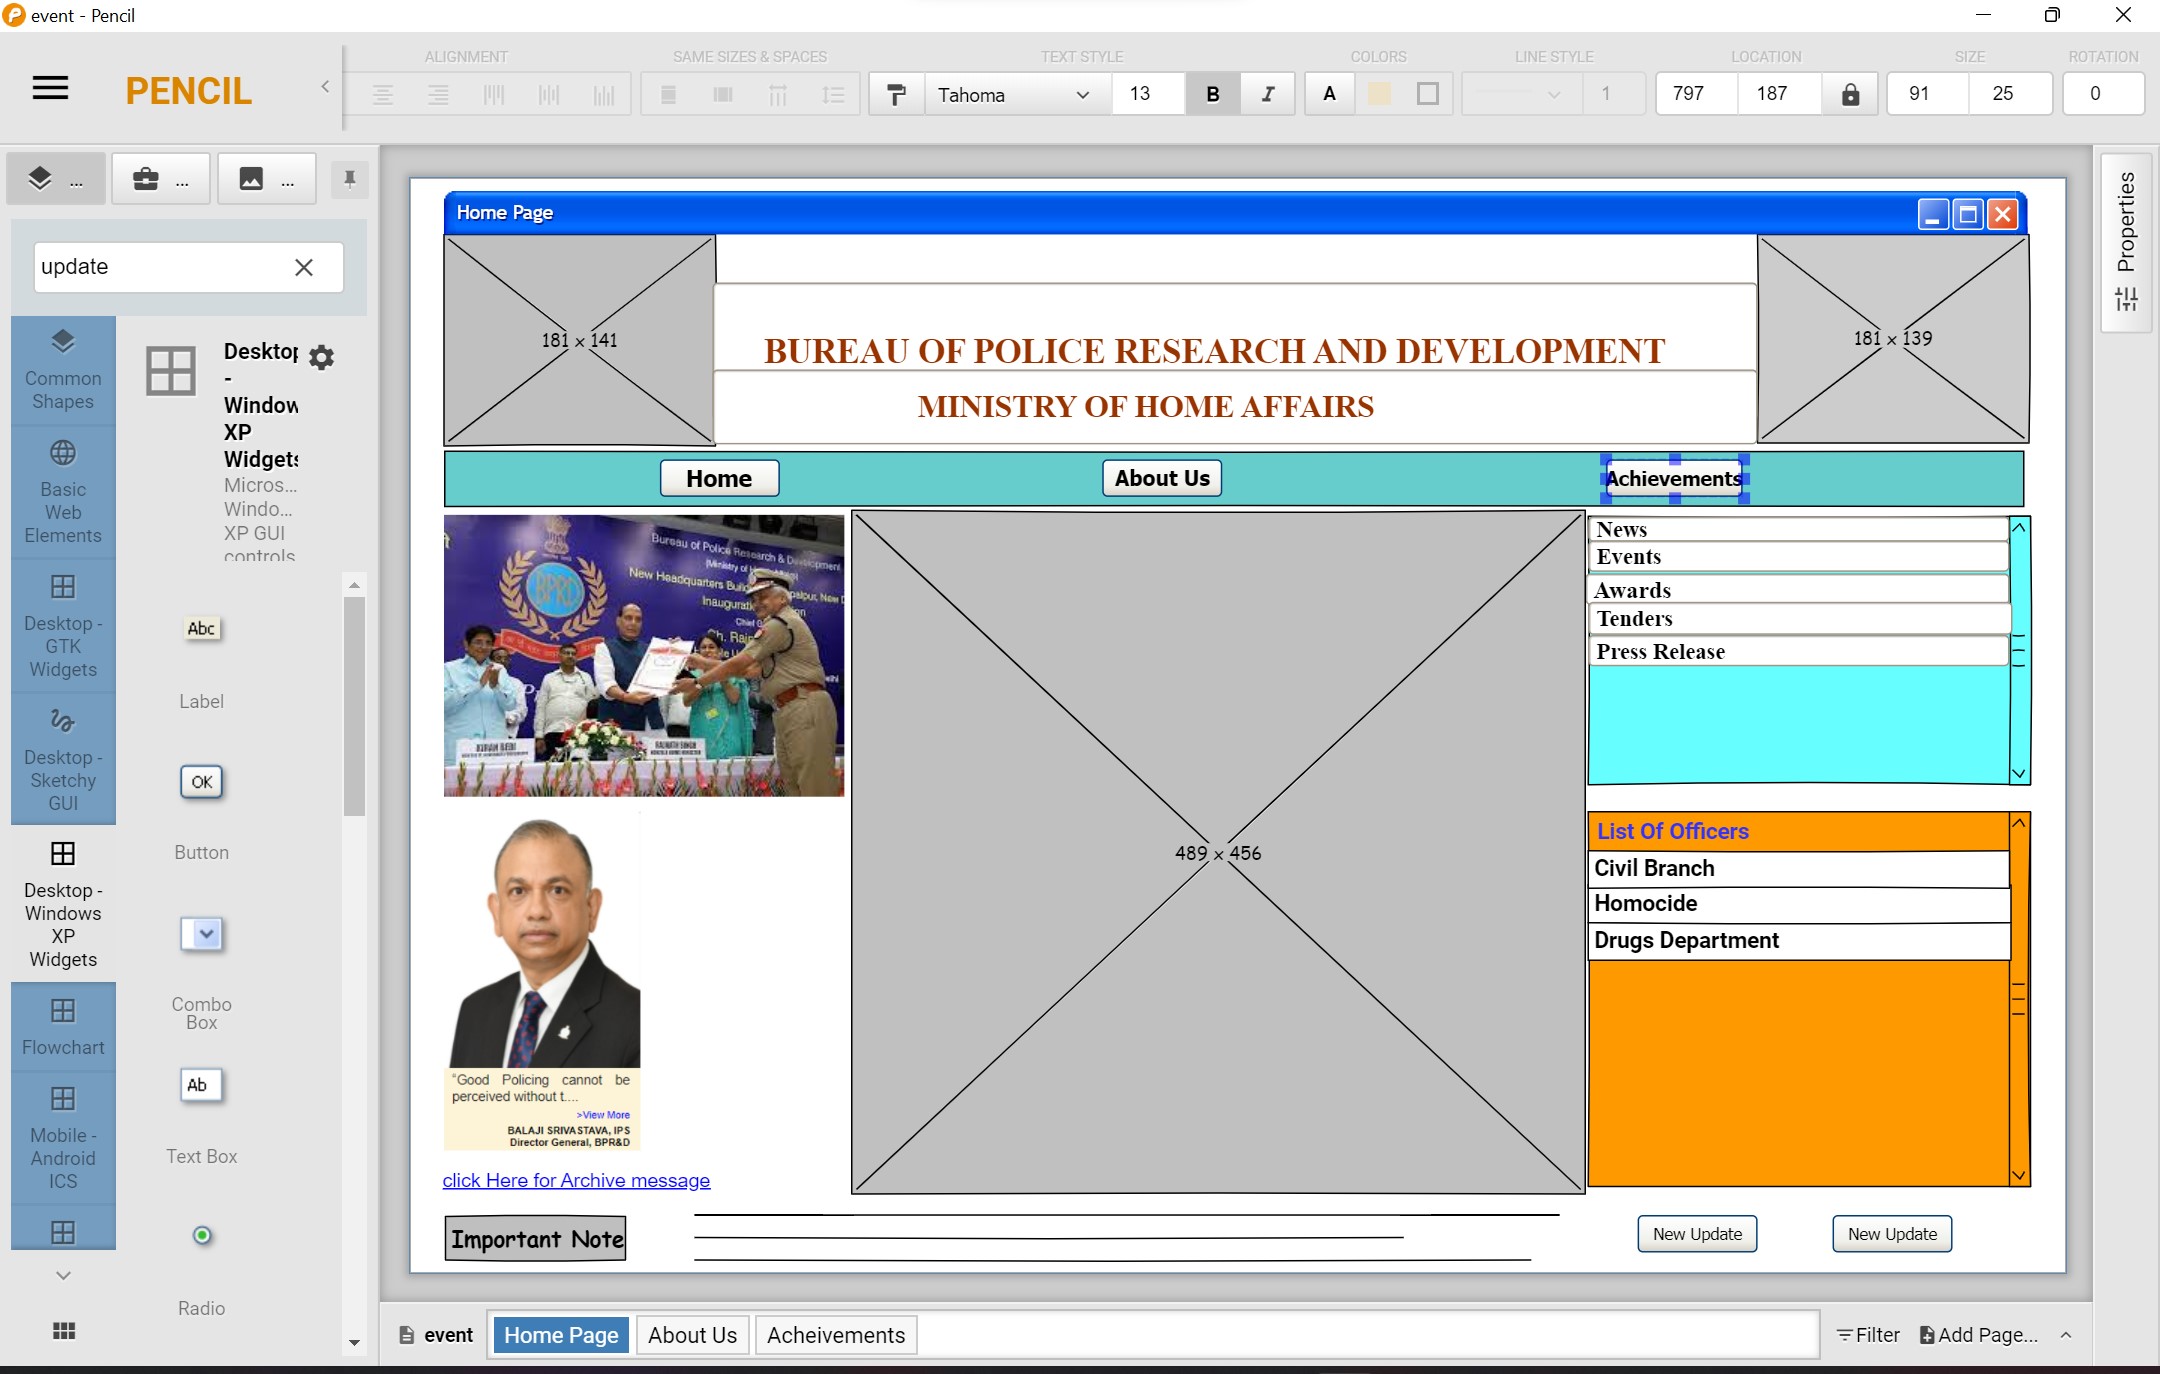 event - Pencil
PENCIL
ALIGNMENT
SAME SIZES & SPACES
TEXT STYLE
COLORS
LINE STYLE
LOCATION
SIZE
ROTATION
Tahoma
13
B
I
A
1
797
187
91
25
0
...
...
...
update
Common
Shapes
Basic
Web
Elements
Desktop -
GTK
Widgets
Desktop -
Sketchy
GUI
Desktop -
Windows
XP
Widgets
Flowchart
Mobile -
Android
ICS
Desktop
-
Window
XP
Widgets
Micros...
Windo...
XP GUI
controls
Abc
Label
OK
Button
Combo
Box
Ab
Text Box
Radio
Home Page
181 x 141
BUREAU OF POLICE RESEARCH AND DEVELOPMENT
MINISTRY OF HOME AFFAIRS
181 x 139
Home
About Us
Achievements
Bureau of Police Research & Development
New Headquarters
BPRD
KIRAN BEDI
RAJNATH SINGH
489 x 456
News
Events
Awards
Tenders
Press Release
List Of Officers
Civil Branch
Homocide
Drugs Department
"Good Policing cannot be
perceived without t....
>View More
BALAJI SRIVASTAVA, IPS
Director General, BPR&D
click Here for Archive message
Important Note
New Update
New Update
event
Home Page
About Us
Acheivements
Filter
Add Page...
Properties